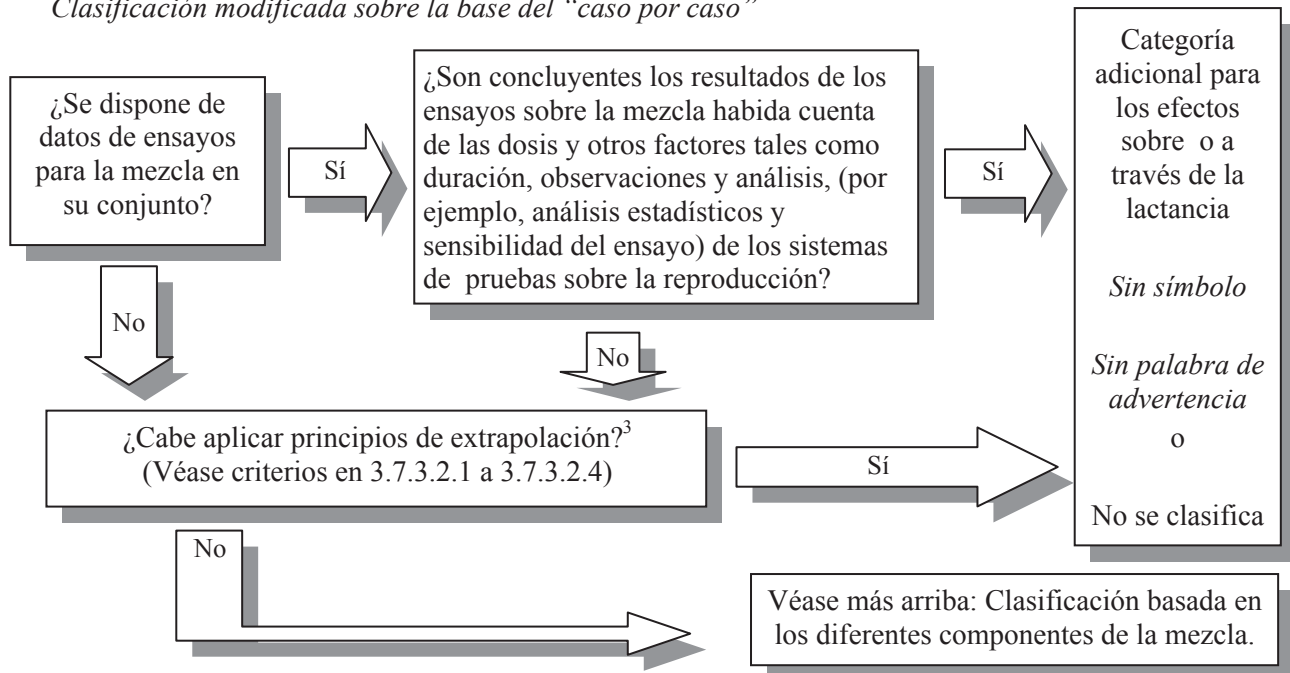 Clasificación modificada sobre la base del “caso por caso”
¿Se dispone de
datos de ensayos
para la mezcla en
su conjunto?
Sí
¿Son concluyentes los resultados de los
ensayos sobre la mezcla habida cuenta
de las dosis y otros factores tales como
duración, observaciones y análisis, (por
ejemplo, análisis estadísticos y
sensibilidad del ensayo) de los sistemas
de pruebas sobre la reproducción?
Sí
Categoría
adicional para
los efectos
sobre o a
través de la
lactancia
Sin símbolo
Sin palabra de
advertencia
o
No se clasifica
No
No
¿Cabe aplicar principios de extrapolación?³
(Véase criterios en 3.7.3.2.1 a 3.7.3.2.4)
Sí
No
Véase más arriba: Clasificación basada en
los diferentes componentes de la mezcla.